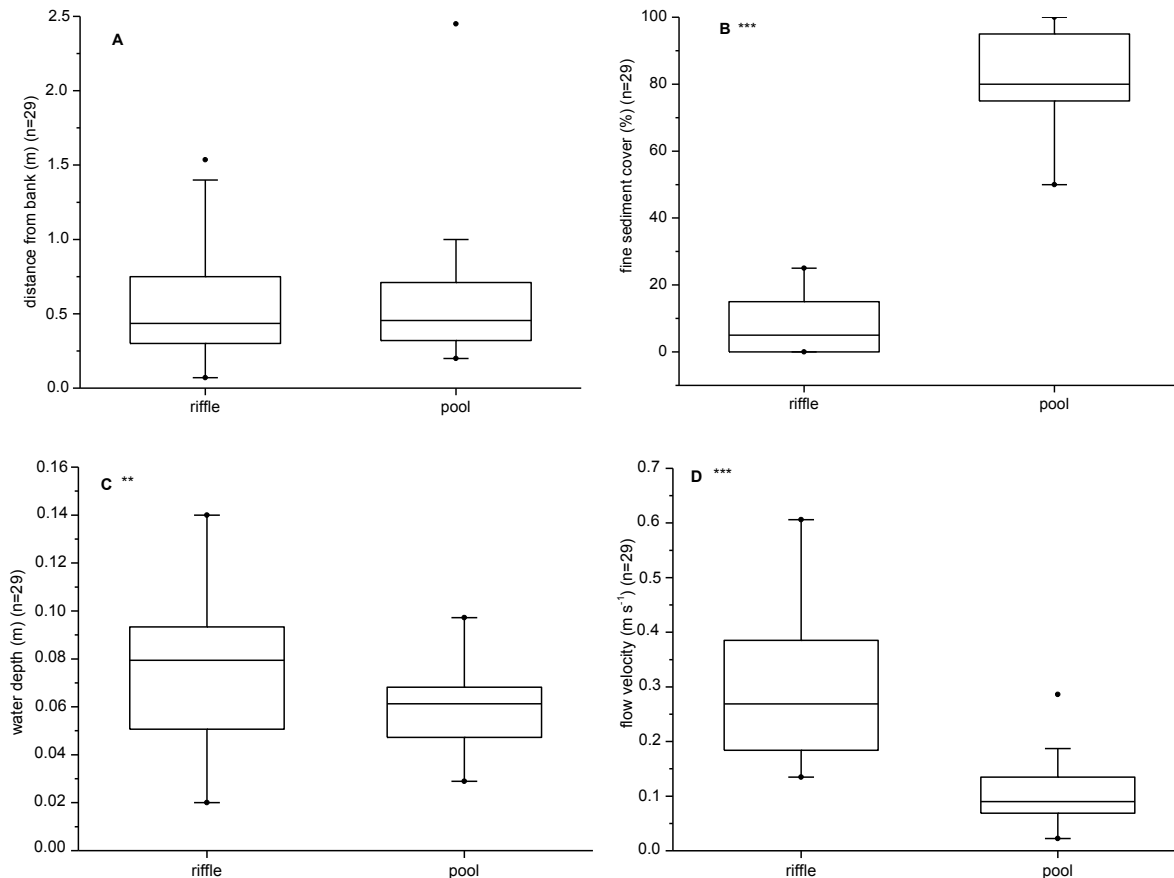 A
distance from bank (m) (n=29)
2.5
2.0
1.5
1.0
0.5
0.0
riffle
pool
B ***
fine sediment cover (%) (n=29)
100
80
60
40
20
0
riffle
pool
C **
water depth (m) (n=29)
0.16
0.14
0.12
0.10
0.08
0.06
0.04
0.02
0.00
riffle
pool
D ***
flow velocity (m s⁻¹) (n=29)
0.7
0.6
0.5
0.4
0.3
0.2
0.1
0.0
riffle
pool